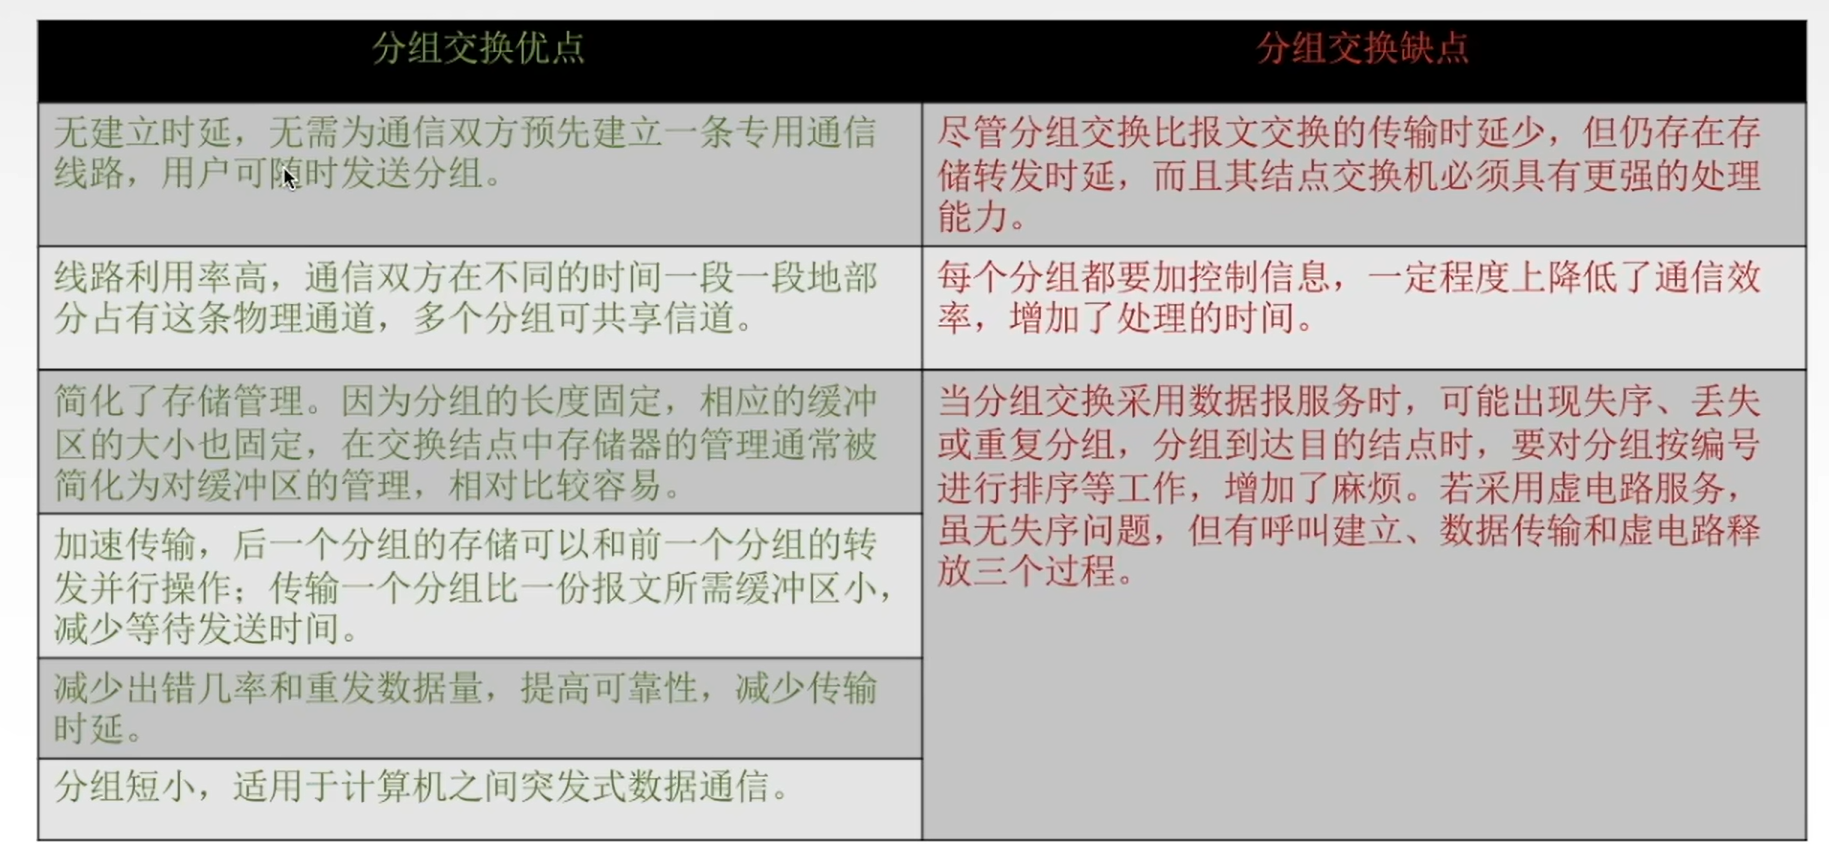 分组交换优点
分组交换缺点
无建立时延，无需为通信双方预先建立一条专用通信
线路，用户可随时发送分组。
尽管分组交换比报文交换的传输时延少，但仍存在存
储转发时延，而且其结点交换机必须具有更强的处理
能力。
线路利用率高，通信双方在不同的时间一段一段地部
分占有这条物理通道，多个分组可共享信道。
每个分组都要加控制信息，一定程度上降低了通信效
率，增加了处理的时间。
简化了存储管理。因为分组的长度固定，相应的缓冲
区的大小也固定，在交换结点中存储器的管理通常被
简化为对缓冲区的管理，相对比较容易。
当分组交换采用数据报服务时，可能出现失序、丢失
或重复分组，分组到达目的结点时，要对分组按编号
进行排序等工作，增加了麻烦。若采用虚电路服务，
虽无失序问题，但有呼叫建立、数据传输和虚电路释
放三个过程。
加速传输，后一个分组的存储可以和前一个分组的转
发并行操作；传输一个分组比一份报文所需缓冲区小，
减少等待发送时间。
减少出错几率和重发数据量，提高可靠性，减少传输
时延。
分组短小，适用于计算机之间突发式数据通信。